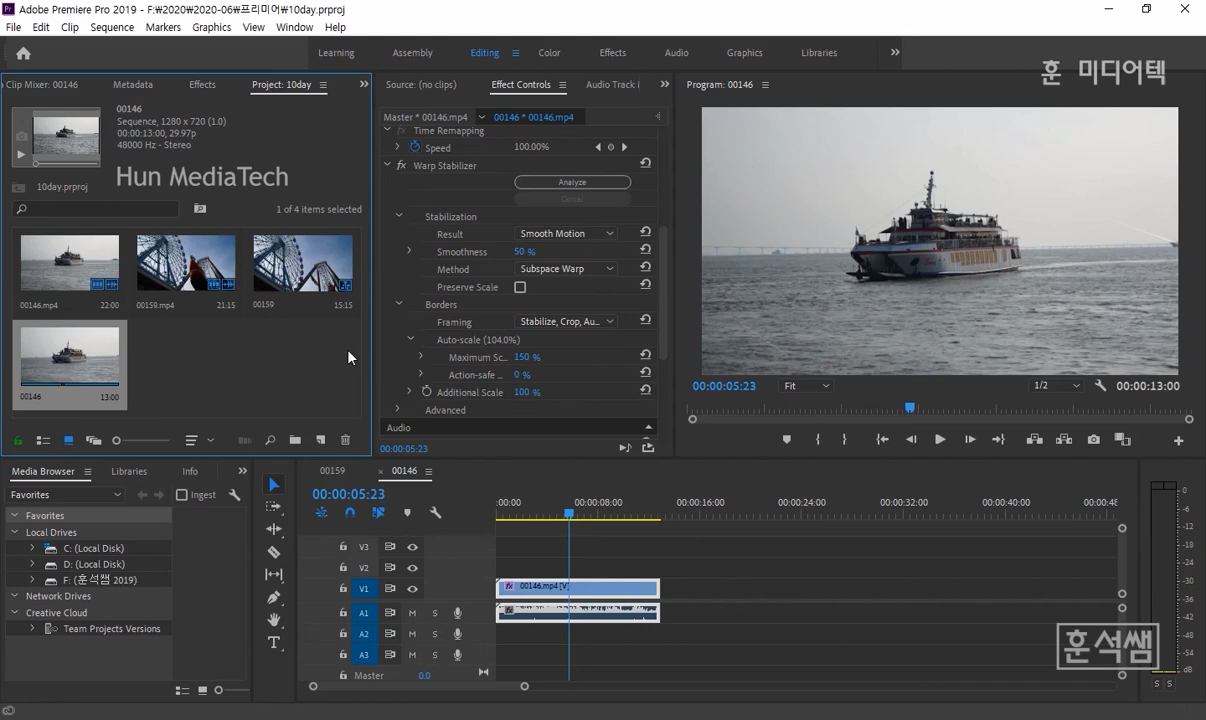 Adobe Premiere Pro 2019 - F:₩2020₩2020-06₩프리미어₩10day.prproj
File Edit Clip Sequence Markers Graphics View Window Help
Learning Assembly Editing Color Effects Audio Graphics Libraries
훈 미디어텍
Clip Mixer: 00146 Metadata Effects Project: 10day
00146
Sequence, 1280 x 720 (1.0)
00:00:13:00, 29.97p
48000 Hz - Stereo
Hun MediaTech
10day.prproj
1 of 4 items selected
00146.mp4 22:00
00159.mp4 21:15
00159 15:15
00146 13:00
Source: (no clips) Effect Controls Audio Track
Master * 00146.mp4 00146 * 00146.mp4
Time Remapping
Speed 100.00%
fx Warp Stabilizer
Analyze
Cancel
Stabilization
Result Smooth Motion
Smoothness 50 %
Method Subspace Warp
Preserve Scale
Borders
Framing Stabilize, Crop, Au...
Auto-scale (104.0%)
Maximum Sc... 150 %
Action-safe .. 0 %
Additional Scale 100 %
Advanced
Audio
00:00:05:23
Program: 00146
00:00:05:23 Fit 1/2 00:00:13:00
Media Browser Libraries Info
Favorites Ingest
Favorites
Local Drives
C: (Local Disk)
D: (Local Disk)
F: (훈석쌤 2019)
Network Drives
Creative Cloud
Team Projects Versions
00159 × 00146
00:00:05:23
:00:00 00:00:08:00 00:00:16:00 00:00:24:00 00:00:32:00 00:00:40:00 00:00:48
V3
V2
V1
fx 00146.mp4 [V]
A1 M S
fx
A2 M S
A3 M S
Master 0.0
0
-6
-12
-18
-24
-30
-36
-42
-48
-54
dB
S S
훈석쌤